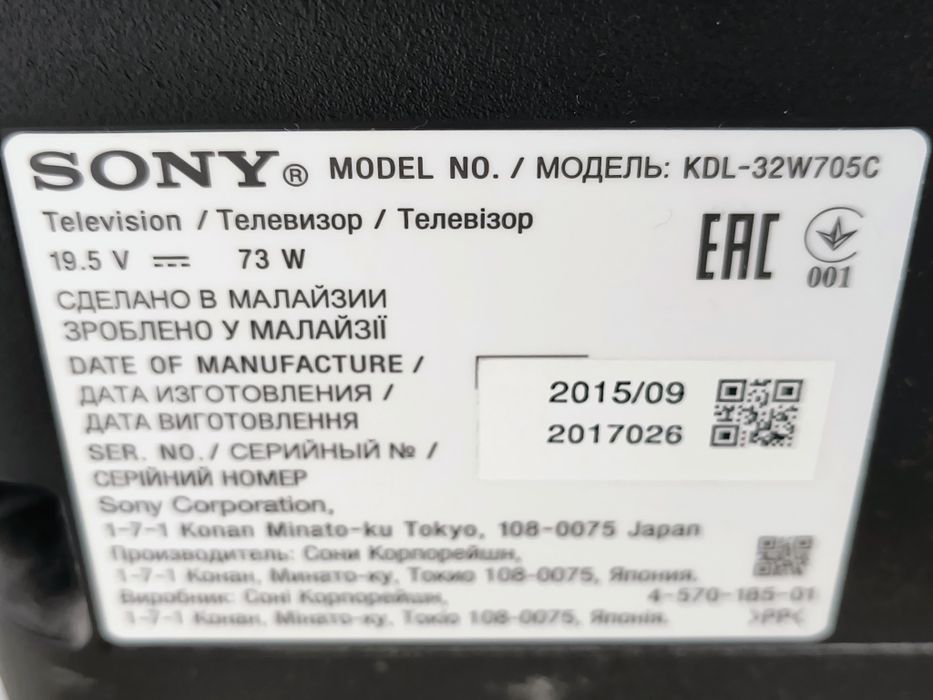 SONY® MODEL NO. / МОДЕЛЬ: KDL-32W705C
Television / Телевизор / Телевізор
19.5 V ⎓ 73 W
EAC
001
СДЕЛАНО В МАЛАЙЗИИ
ЗРОБЛЕНО У МАЛАЙЗІЇ
DATE OF MANUFACTURE /
ДАТА ИЗГОТОВЛЕНИЯ /
ДАТА ВИГОТОВЛЕННЯ
2015/09
SER. NO. / СЕРИЙНЫЙ № /
СЕРІЙНИЙ НОМЕР
2017026
Sony Corporation,
1-7-1 Konan Minato-ku Tokyo, 108-0075 Japan
Производитель: Сони Корпорейшн,
1-7-1 Конан, Минато-ку, Токио 108-0075, Япония.
Виробник: Соні Корпорейшн,
4-570-185-01
1-7-1 Конан, Мінато-ку, Токіо 108-0075, Японія.
>PP<